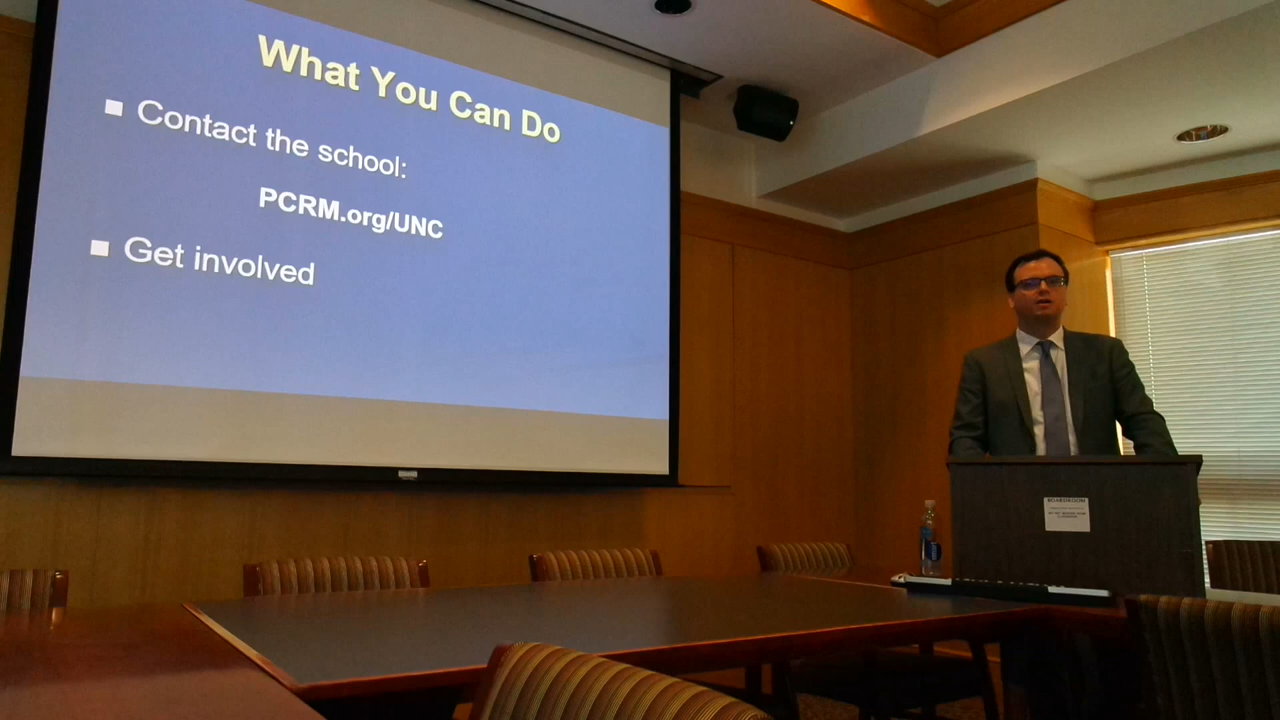 What You Can Do
Contact the school:
PCRM.org/UNC
Get involved
BOARDROOM